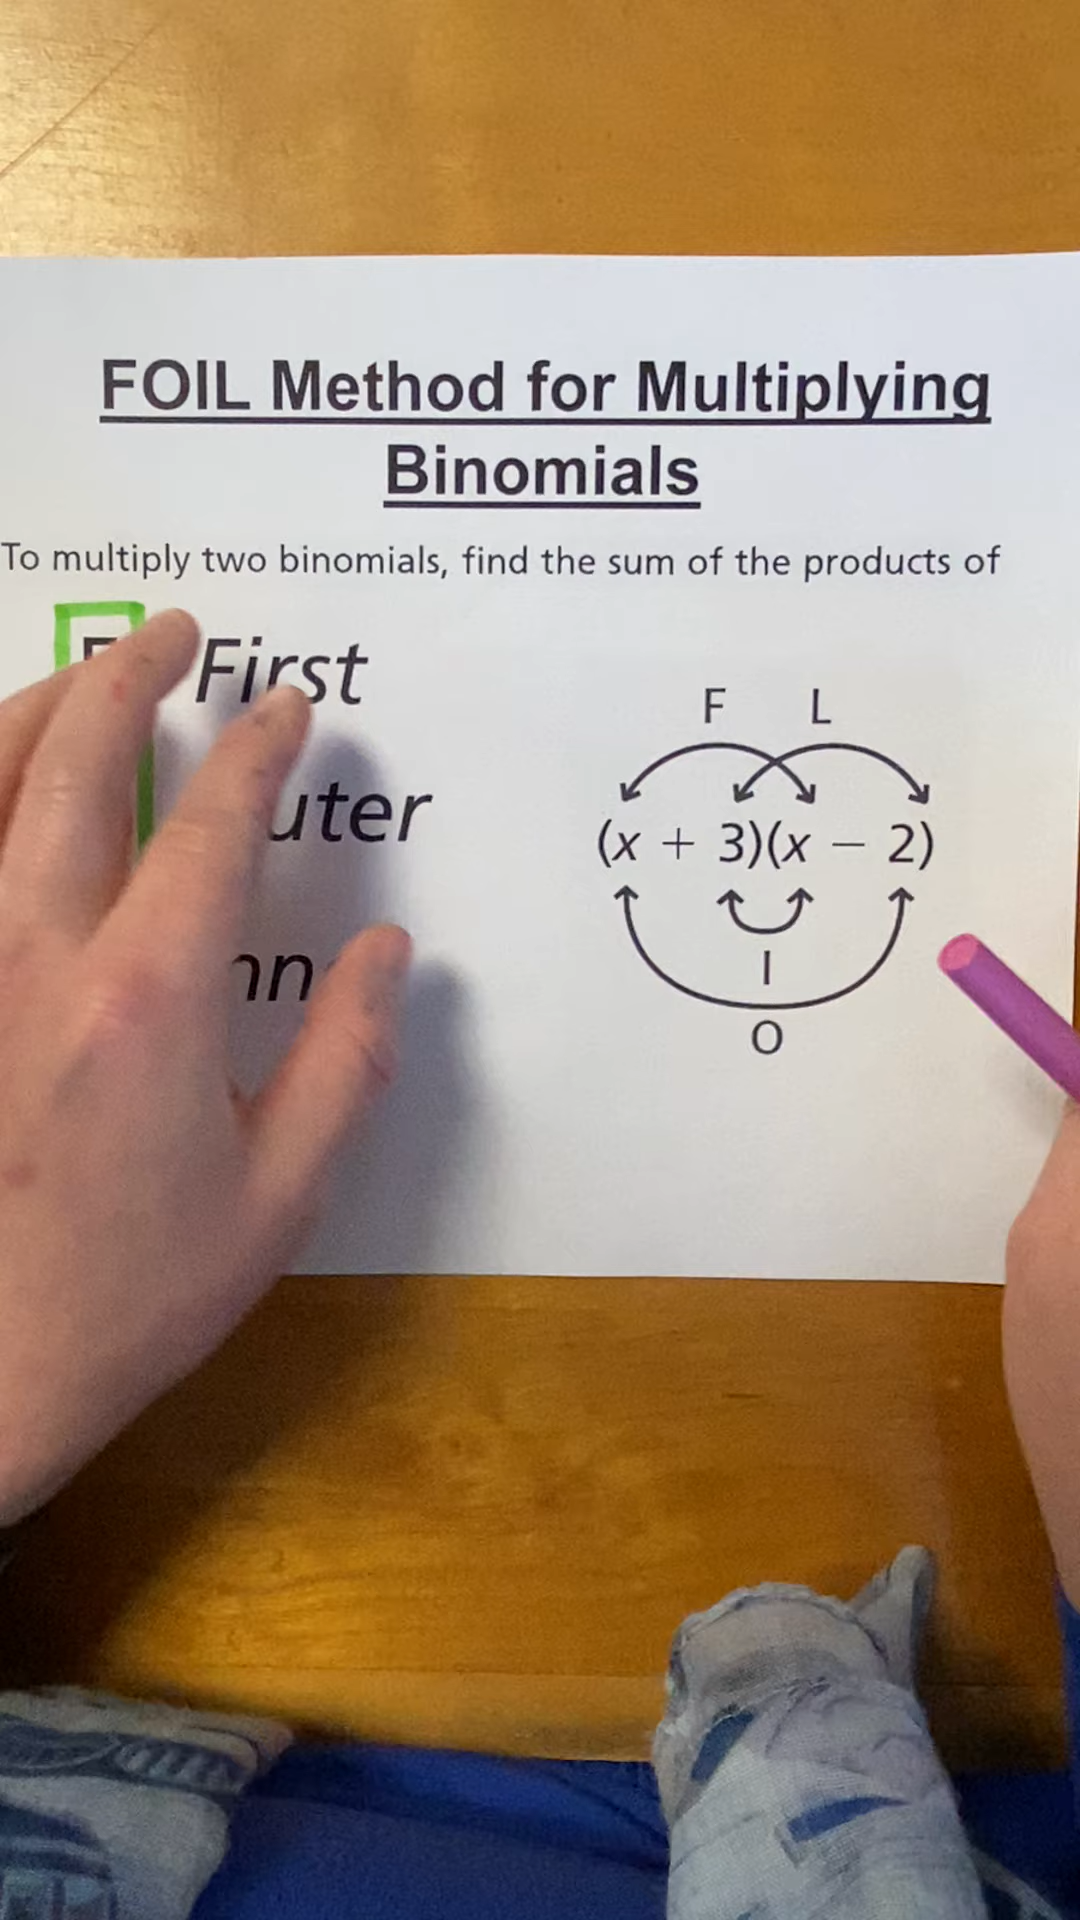 FOIL Method for Multiplying
Binomials
To multiply two binomials, find the sum of the products of
First
uter
nn
F L
(x + 3)(x − 2)
I
O